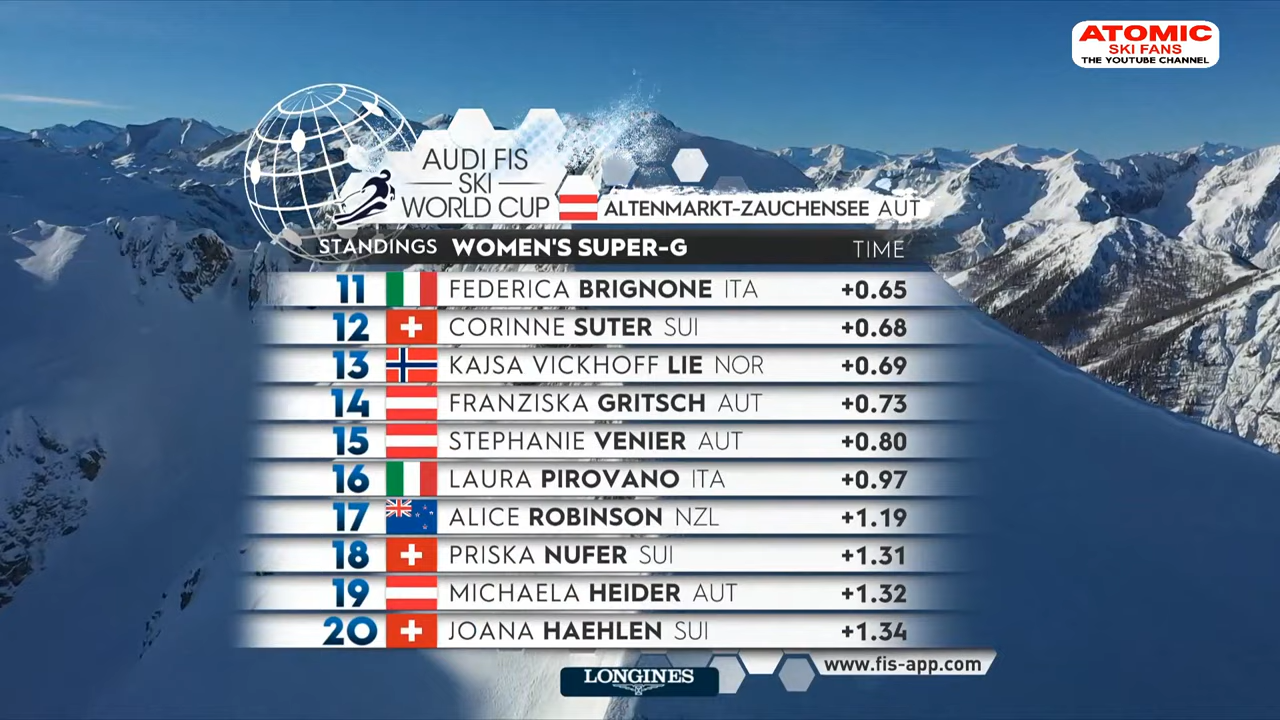 ATOMIC
SKI FANS
THE YOUTUBE CHANNEL
AUDI FIS
SKI
WORLD CUP
ALTENMARKT-ZAUCHENSEE AUT
STANDINGS WOMEN'S SUPER-G TIME
11 FEDERICA BRIGNONE ITA +0.65
12 CORINNE SUTER SUI +0.68
13 KAJSA VICKHOFF LIE NOR +0.69
14 FRANZISKA GRITSCH AUT +0.73
15 STEPHANIE VENIER AUT +0.80
16 LAURA PIROVANO ITA +0.97
17 ALICE ROBINSON NZL +1.19
18 PRISKA NUFER SUI +1.31
19 MICHAELA HEIDER AUT +1.32
20 JOANA HAEHLEN SUI +1.34
www.fis-app.com
LONGINES